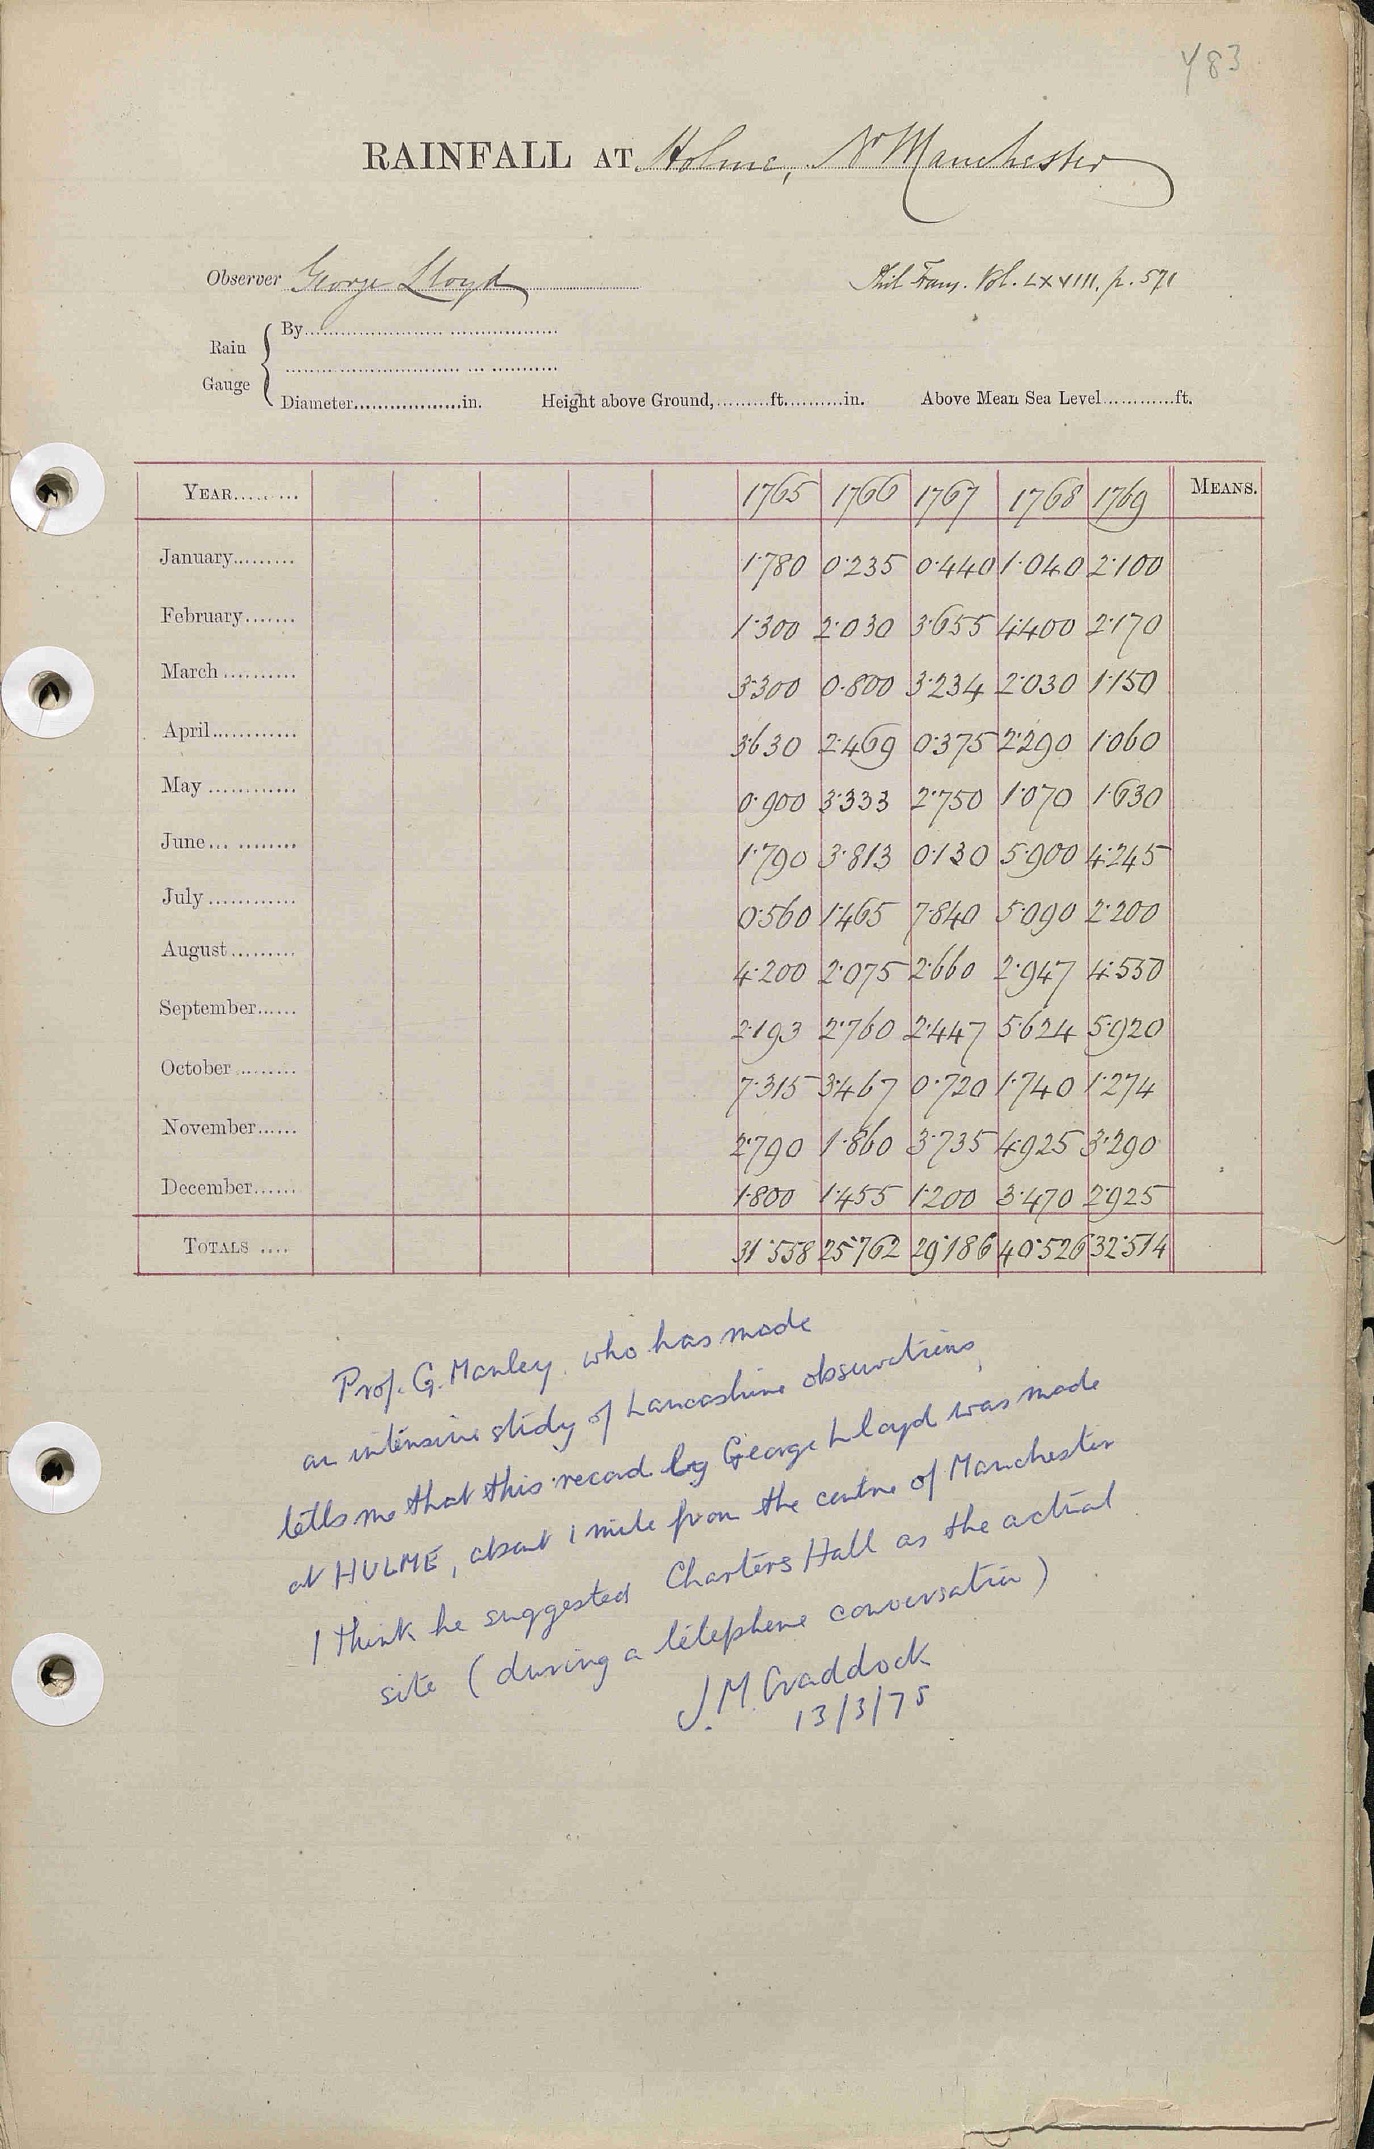 483
RAINFALL AT Holme, Nr Manchester
Observer George Lloyd Phil Trans. Vol. LXVIII. p. 571
Rain Gauge { By
Diameter in. Height above Ground, ft. in. Above Mean Sea Level ft.
YEAR 1765 1766 1767 1768 1769 MEANS.
January 1.780 0.235 0.440 1.040 2.100
February 1.300 2.030 3.655 4.400 2.170
March 3.300 0.800 3.234 2.030 1.150
April 3.630 2.469 0.375 2.290 1.060
May 0.900 3.333 2.750 1.070 1.630
June 1.790 3.813 0.130 5.900 4.245
July 0.560 1.465 7.840 5.090 2.200
August 4.200 2.075 2.660 2.947 4.550
September 2.193 2.760 2.447 5.624 5.920
October 7.315 3.467 0.720 1.740 1.274
November 2.790 1.860 3.735 4.925 3.290
December 1.800 1.455 1.200 3.470 2.925
TOTALS 31.558 25.762 29.186 40.526 32.514
Prof. G. Manley, who has made
an intensive study of Lancashire observations,
tells me that this record by George Lloyd was made
at HULME, about 1 mile from the centre of Manchester
I think he suggested Charters Hall as the actual
site (during a telephone conversation)
J.M. Craddock
13/3/75